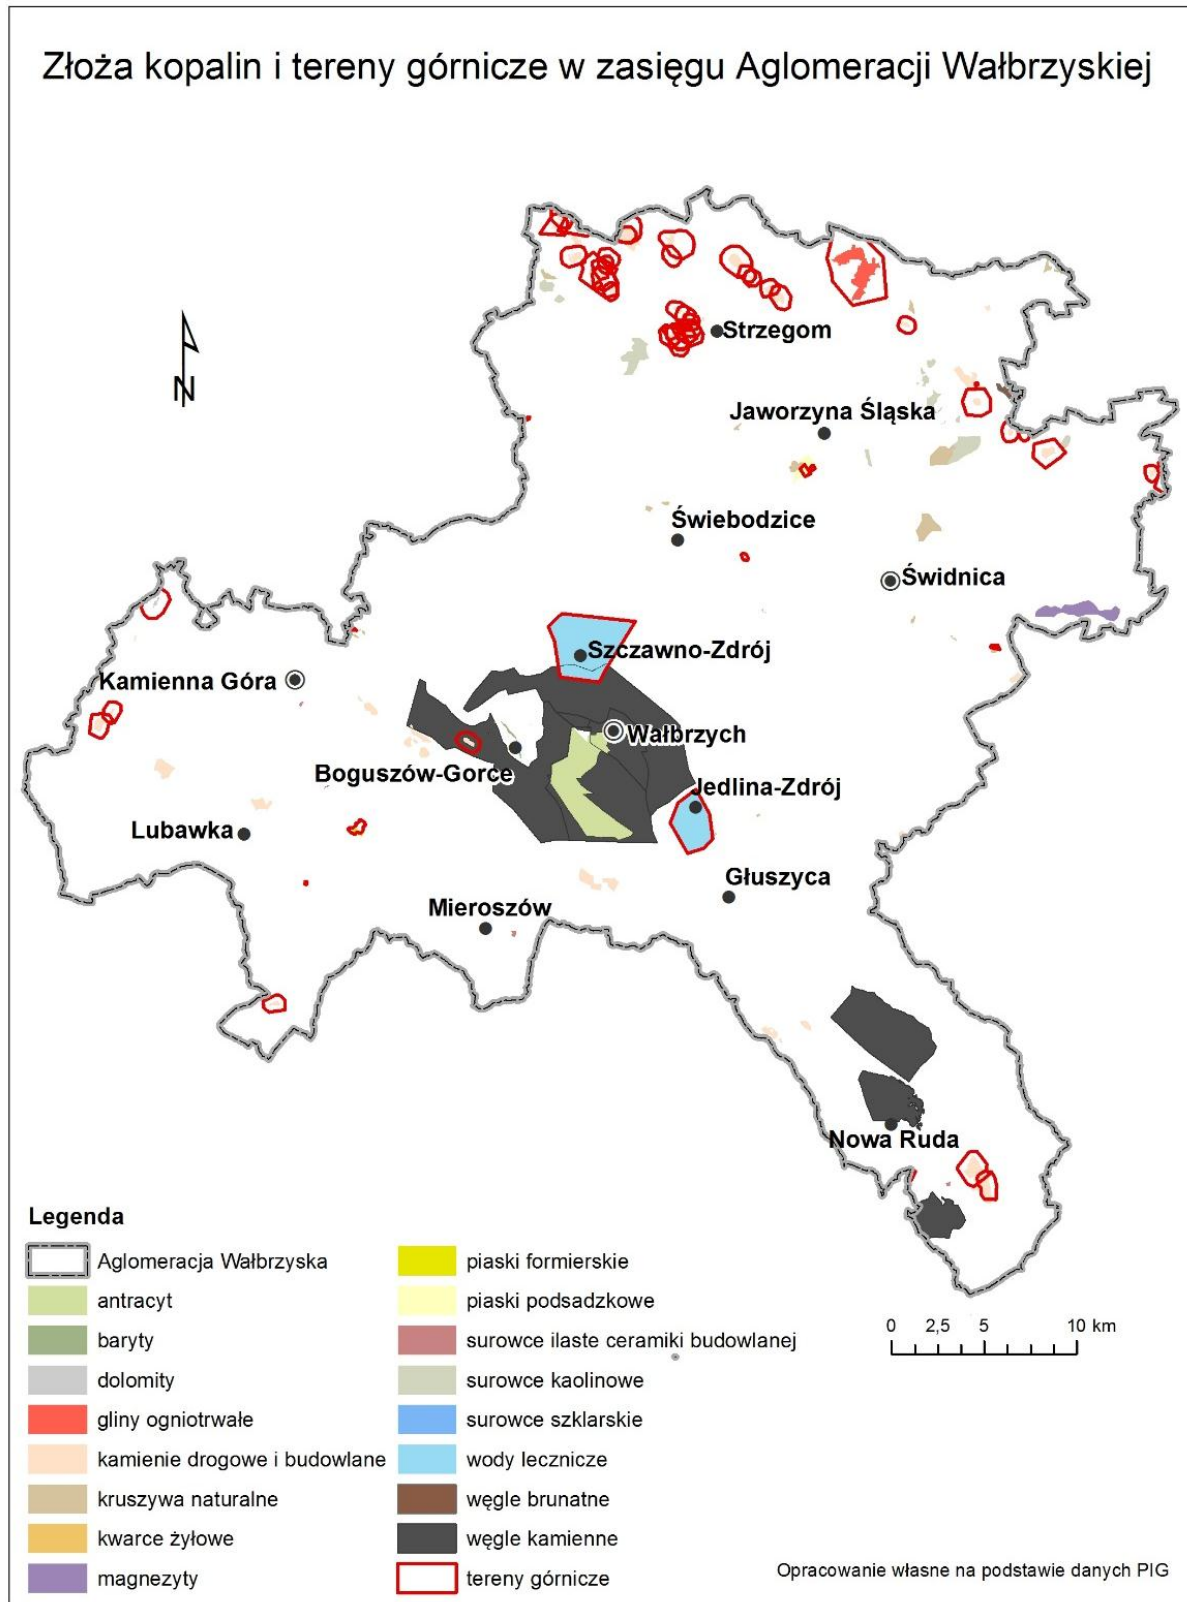 Złoża kopalin i tereny górnicze w zasięgu Aglomeracji Wałbrzyskiej
N
Strzegom
Jaworzyna Śląska
Świebodzice
Świdnica
Szczawno-Zdrój
Kamienna Góra
Wałbrzych
Boguszów-Gorce
Jedlina-Zdrój
Lubawka
Głuszyca
Mieroszów
Nowa Ruda
Legenda
Aglomeracja Wałbrzyska
antracyt
baryty
dolomity
gliny ogniotrwałe
kamienie drogowe i budowlane
kruszywa naturalne
kwarce żyłowe
magnezyty
piaski formierskie
piaski podsadzkowe
surowce ilaste ceramiki budowlanej
surowce kaolinowe
surowce szklarskie
wody lecznicze
węgle brunatne
węgle kamienne
tereny górnicze
0 2,5 5 10 km
Opracowanie własne na podstawie danych PIG